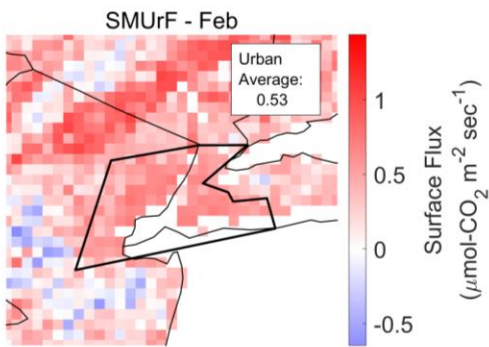 SMUrF - Feb
Urban
Average:
0.53
1
0.5
0
-0.5
Surface Flux
(μmol-CO₂ m⁻² sec⁻¹)